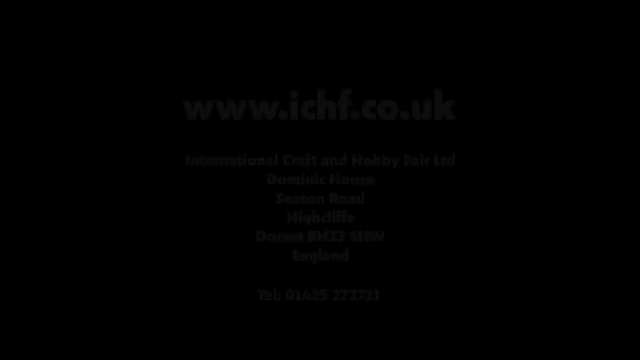 www.ichf.co.uk
International Craft and Hobby Fair Ltd
Dominic House
Seaton Road
Highcliffe
Dorset BH23 5HW
England
Tel: 01425